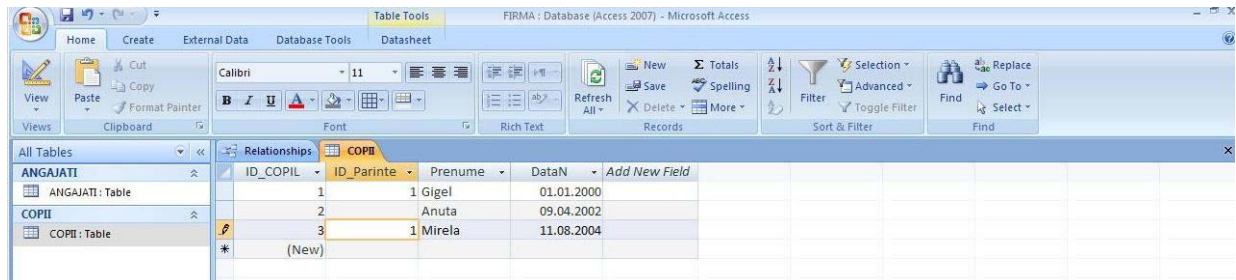 Table Tools FIRMA : Database (Access 2007) - Microsoft Access
Home Create External Data Database Tools Datasheet
View
Views
Paste
Cut
Copy
Format Painter
Clipboard
Calibri 11
B I U A
Font
Rich Text
Refresh All
New
Save
Delete
Σ Totals
Spelling
More
Records
Filter
Selection
Advanced
Toggle Filter
Sort & Filter
Find
Replace
Go To
Select
Find
All Tables
ANGAJATI
ANGAJATI : Table
COPII
COPII : Table
Relationships COPII
ID_COPIL ID_Parinte Prenume DataN Add New Field
1 1 Gigel 01.01.2000
2 Anuta 09.04.2002
3 1 Mirela 11.08.2004
* (New)